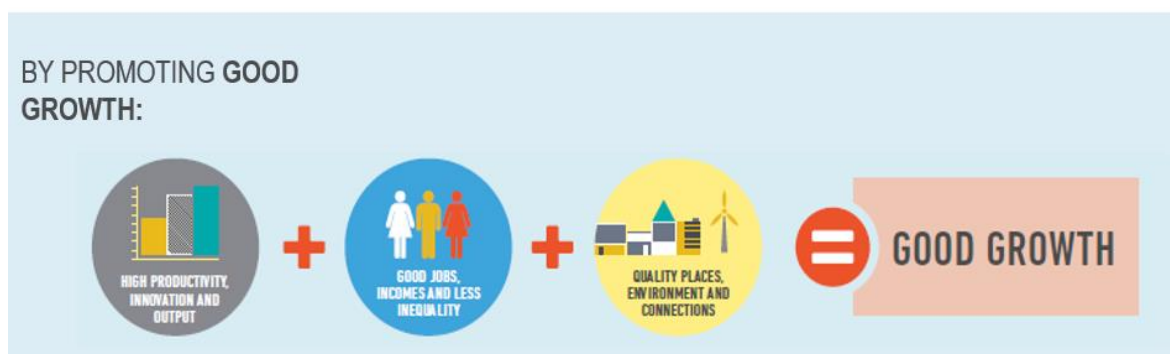 BY PROMOTING GOOD
GROWTH:
HIGH PRODUCTIVITY,
INNOVATION AND
OUTPUT
+
GOOD JOBS,
INCOMES AND LESS
INEQUALITY
+
QUALITY PLACES,
ENVIRONMENT AND
CONNECTIONS
=
GOOD GROWTH